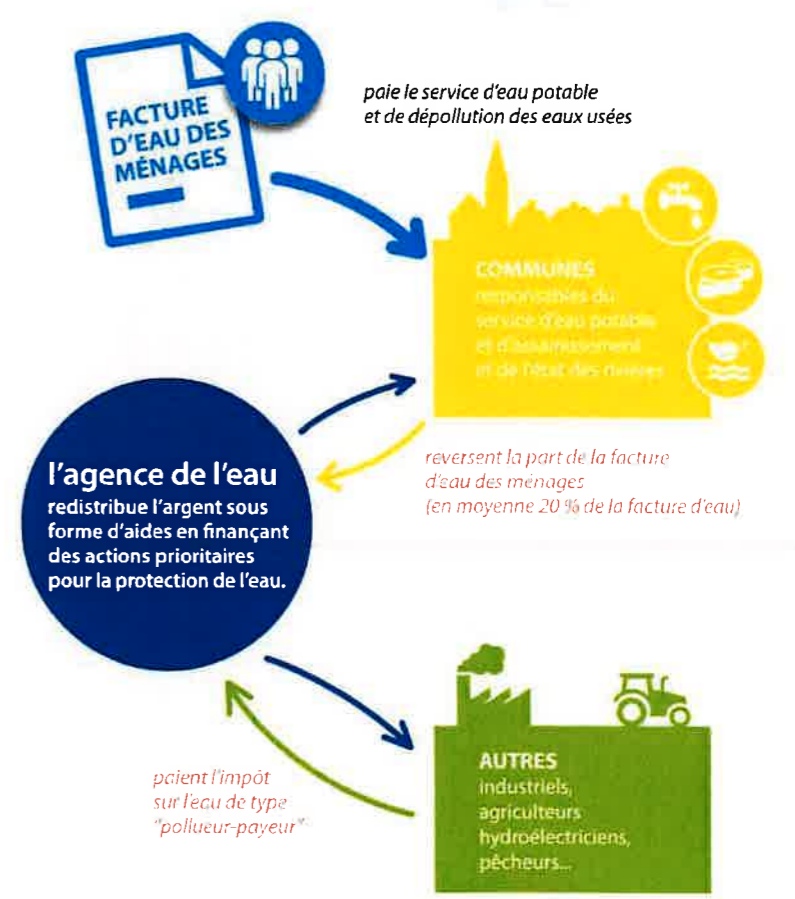 FACTURE
D'EAU DES
MÉNAGES
paie le service d'eau potable
et de dépollution des eaux usées
COMMUNES
responsables du
service d'eau potable
et d'assainissement
et de l'état des rivières
reversent la part de la facture
d'eau des ménages
(en moyenne 20 % de la facture d'eau)
l'agence de l'eau
redistribue l'argent sous
forme d'aides en finançant
des actions prioritaires
pour la protection de l'eau.
paient l'impôt
sur l'eau de type
"pollueur-payeur"
AUTRES
industriels,
agriculteurs
hydroélectriciens,
pêcheurs...